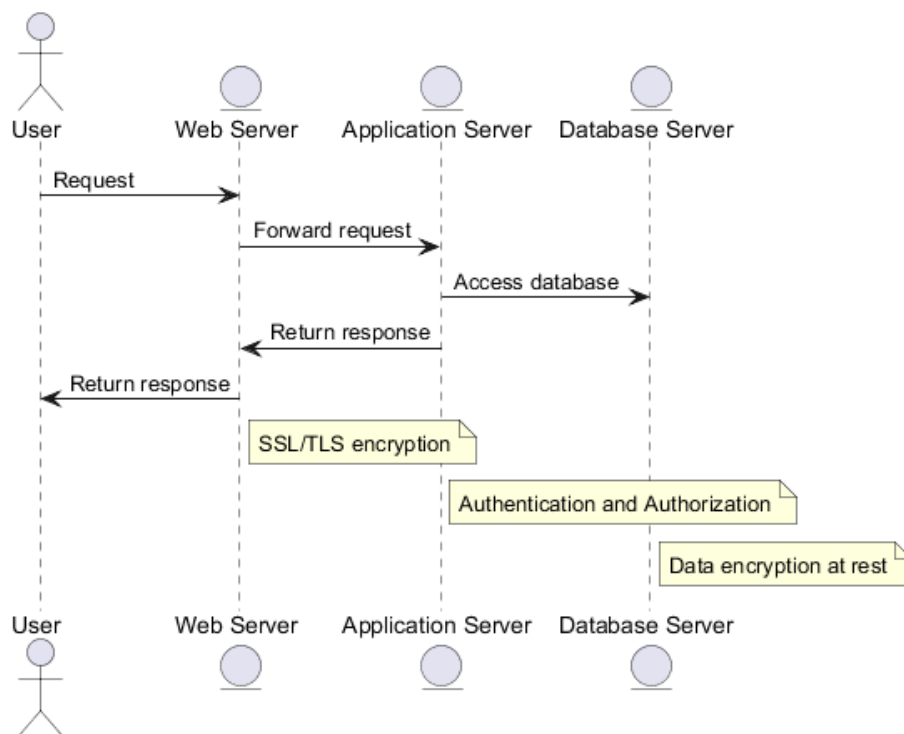 User
Web Server
Application Server
Database Server
Request
Forward request
Access database
Return response
Return response
SSL/TLS encryption
Authentication and Authorization
Data encryption at rest
User
Web Server
Application Server
Database Server